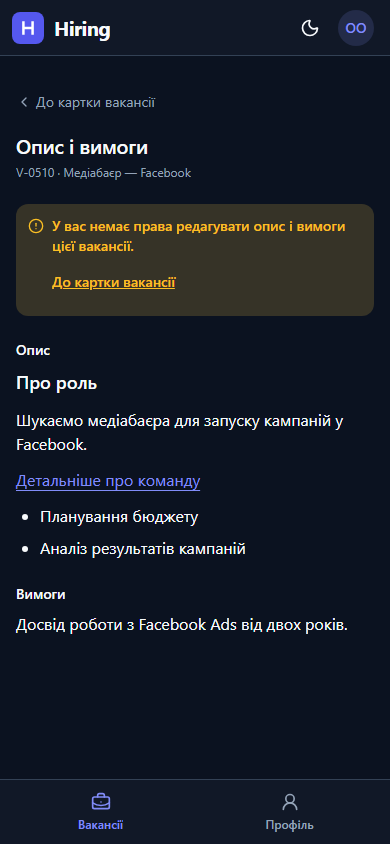 H Hiring OO
До картки вакансії
Опис і вимоги
V-0510 · Медіабаєр — Facebook
У вас немає права редагувати опис і вимоги
цієї вакансії.
До картки вакансії
Опис
Про роль
Шукаємо медіабаєра для запуску кампаній у
Facebook.
Детальніше про команду
• Планування бюджету
• Аналіз результатів кампаній
Вимоги
Досвід роботи з Facebook Ads від двох років.
Вакансії Профіль